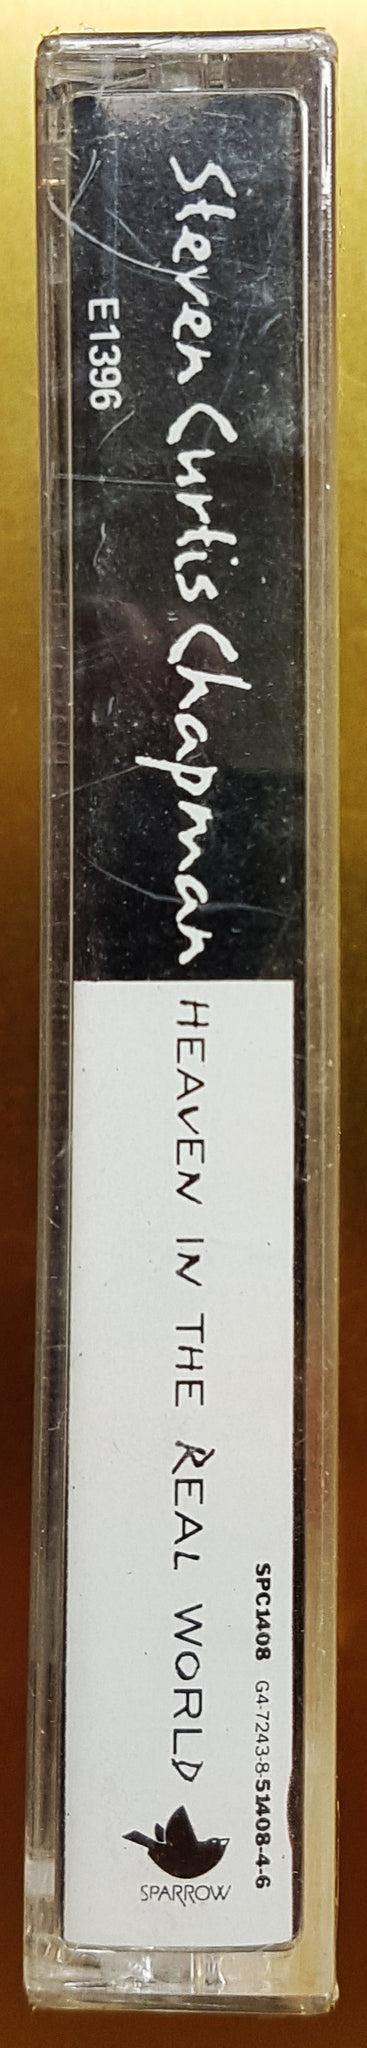 Steven Curtis Chapman
E1396
HEAVEN IN THE REAL WORLD
SPC1408 G4-7243-8-51408-4-6
SPARROW